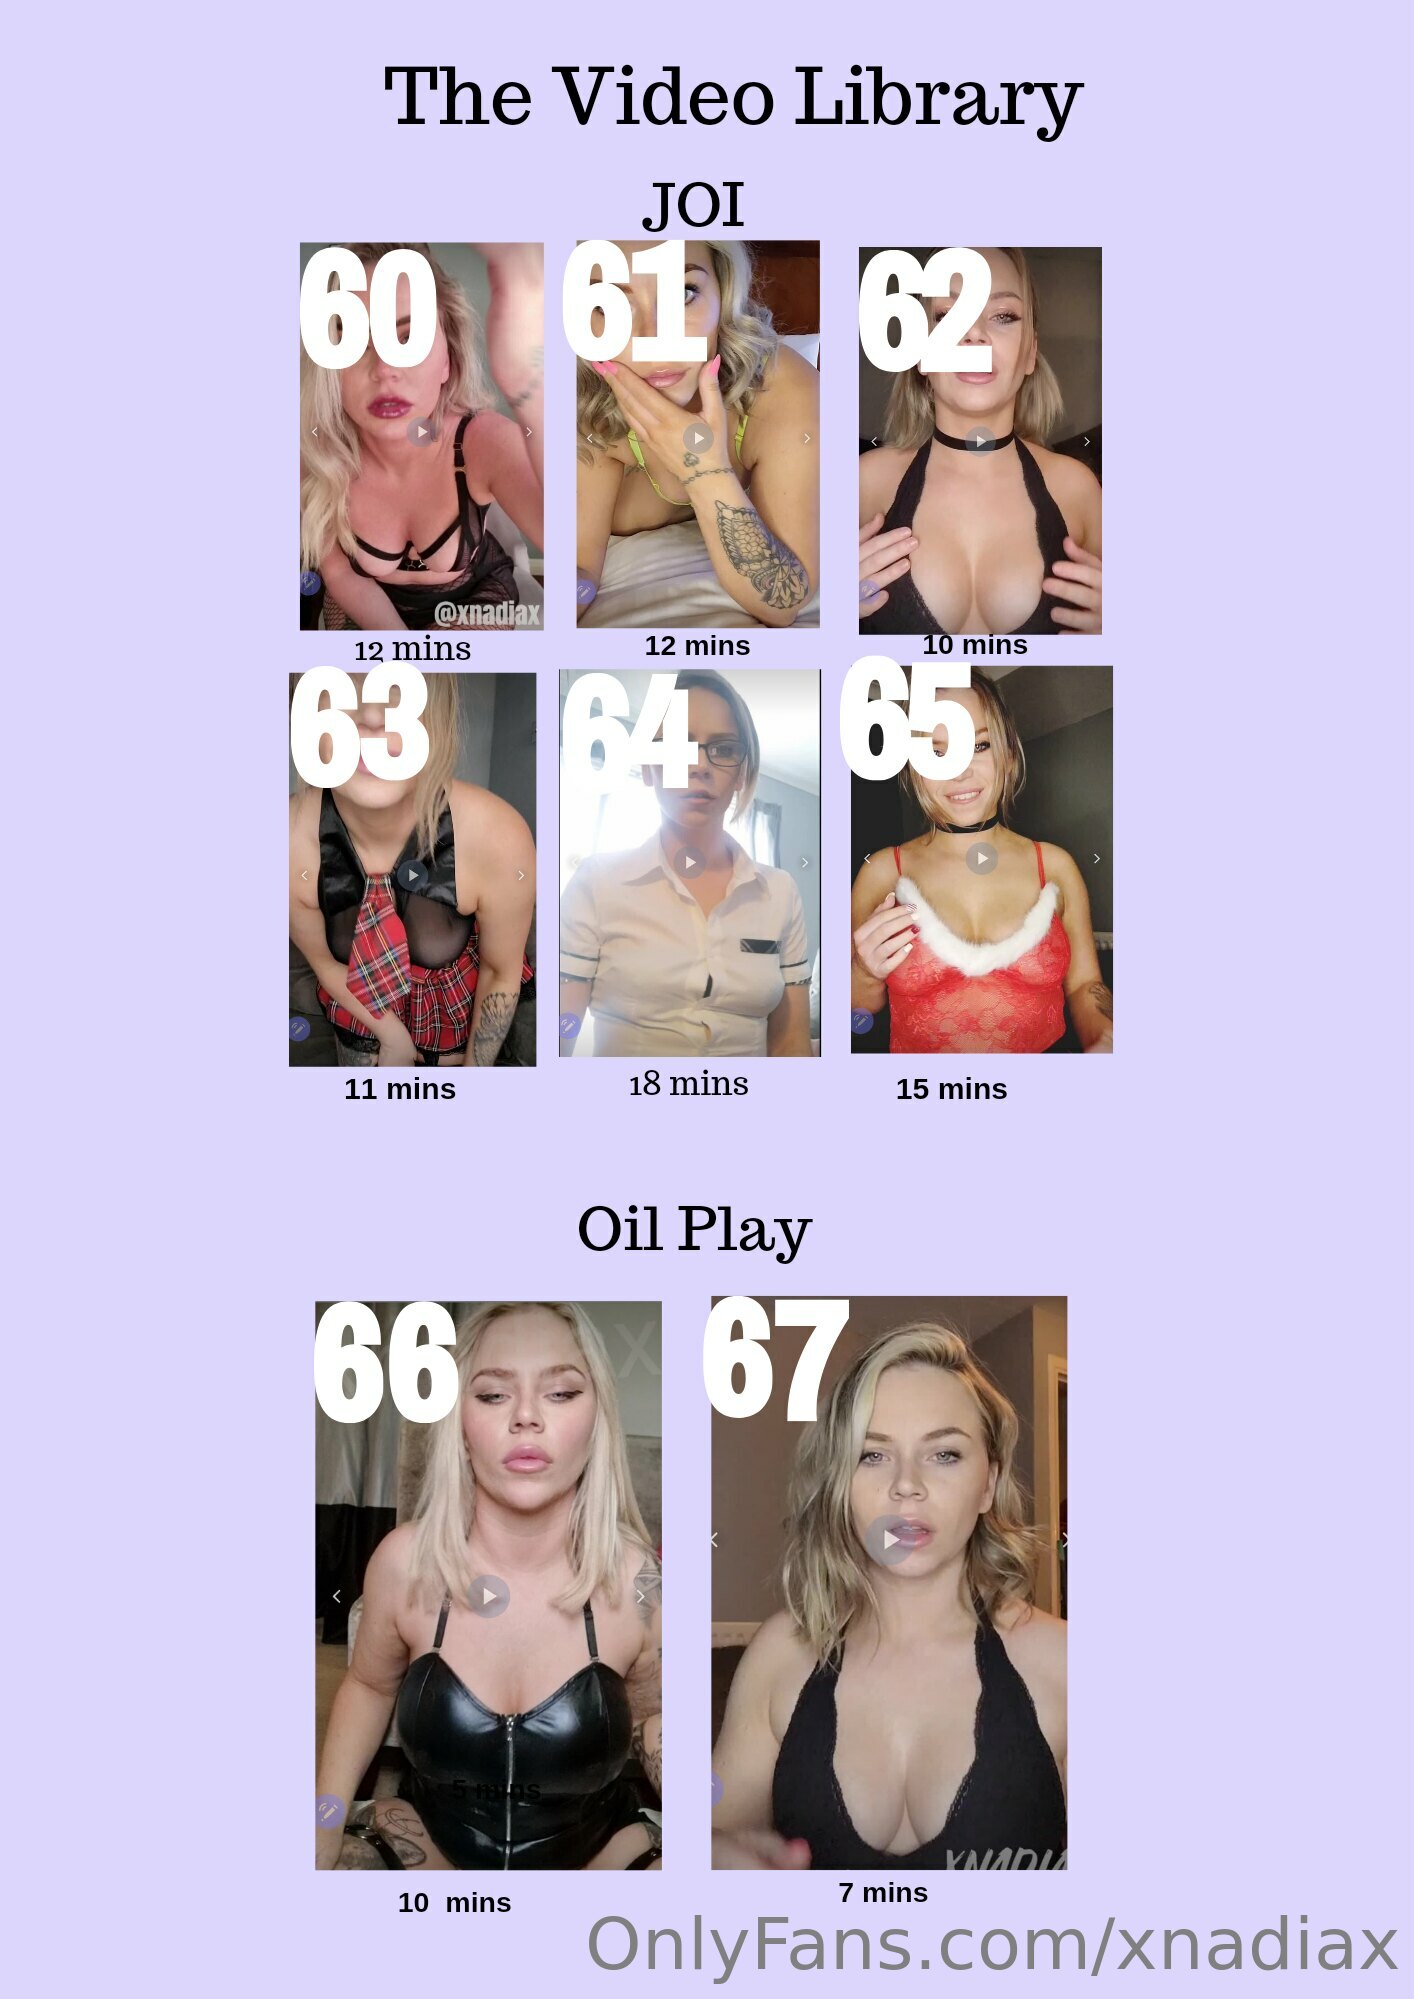 The Video Library
JOI
60
61
62
@xnadiax
12 mins
12 mins
10 mins
63
64
65
11 mins
18 mins
15 mins
Oil Play
66
67
X
5 mins
XNADIA
10  mins
7 mins
OnlyFans.com/xnadiax